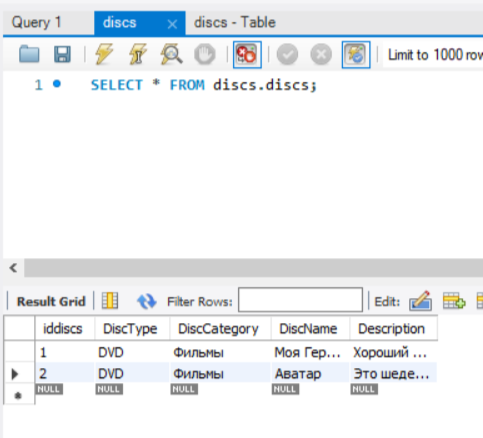 Query 1 discs × discs - Table
Limit to 1000 row
1 SELECT * FROM discs.discs;
Result Grid Filter Rows: Edit:
iddiscs DiscType DiscCategory DiscName Description
1 DVD Фильмы Моя Гер... Хороший ...
2 DVD Фильмы Аватар Это шеде...
NULL NULL NULL NULL NULL